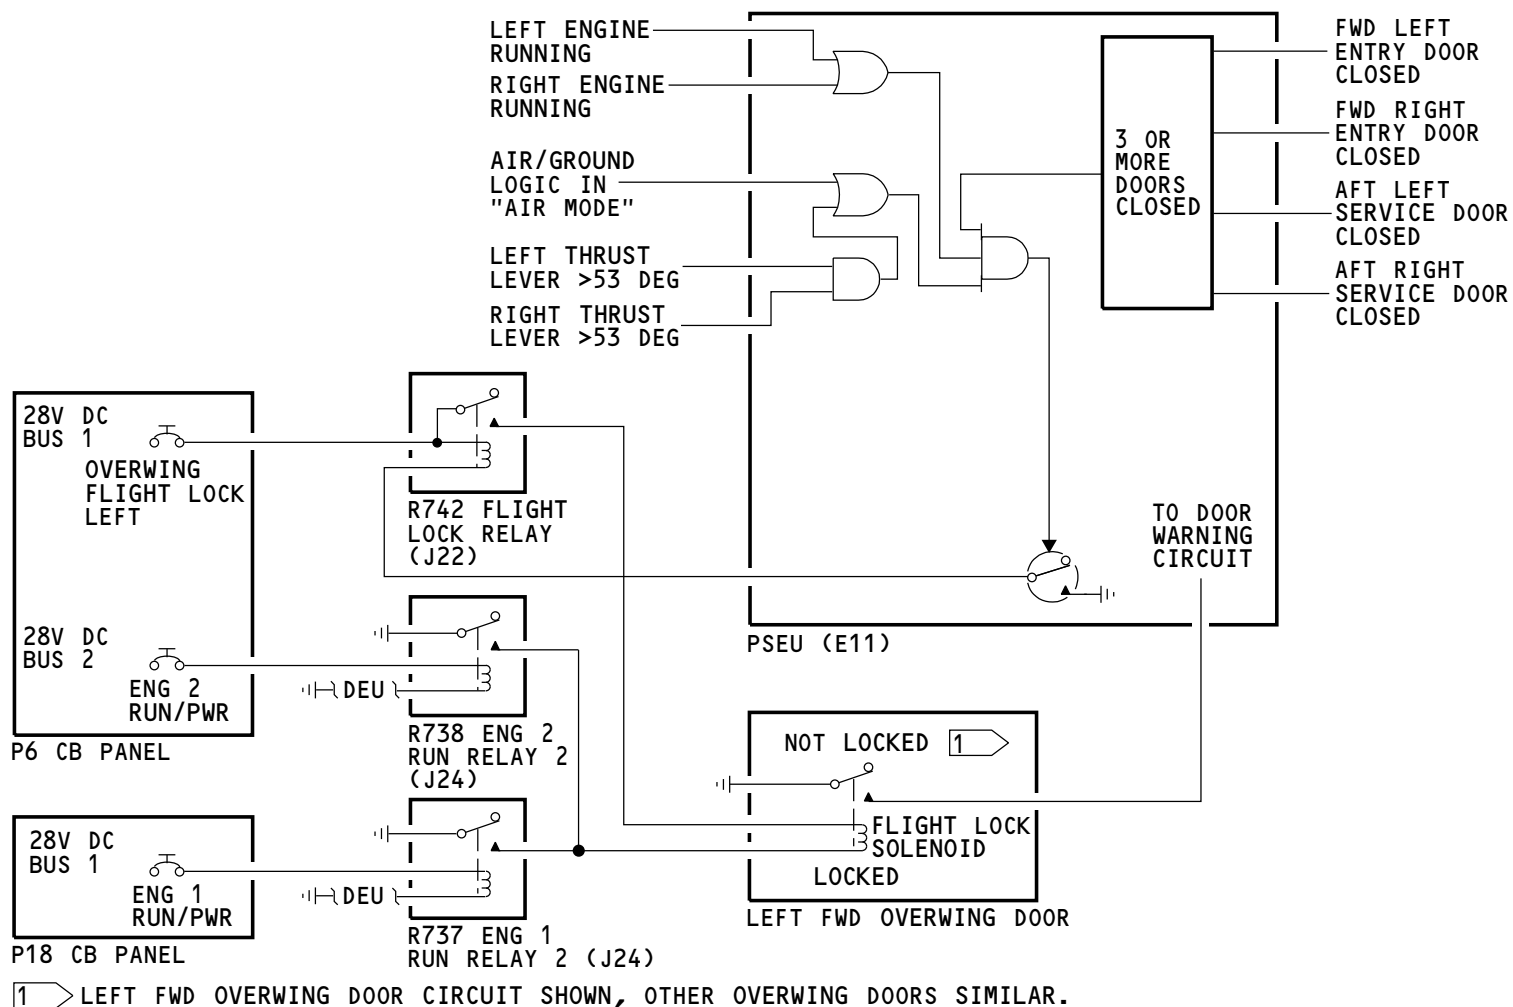 LEFT ENGINE
RUNNING
RIGHT ENGINE
RUNNING
AIR/GROUND
LOGIC IN
"AIR MODE"
LEFT THRUST
LEVER >53 DEG
RIGHT THRUST
LEVER >53 DEG
3 OR
MORE
DOORS
CLOSED
FWD LEFT
ENTRY DOOR
CLOSED
FWD RIGHT
ENTRY DOOR
CLOSED
AFT LEFT
SERVICE DOOR
CLOSED
AFT RIGHT
SERVICE DOOR
CLOSED
28V DC
BUS 1
OVERWING
FLIGHT LOCK
LEFT
28V DC
BUS 2
ENG 2
RUN/PWR
P6 CB PANEL
R742 FLIGHT
LOCK RELAY
(J22)
DEU
R738 ENG 2
RUN RELAY 2
(J24)
TO DOOR
WARNING
CIRCUIT
PSEU (E11)
28V DC
BUS 1
ENG 1
RUN/PWR
P18 CB PANEL
DEU
R737 ENG 1
RUN RELAY 2 (J24)
NOT LOCKED 1
FLIGHT LOCK
SOLENOID
LOCKED
LEFT FWD OVERWING DOOR
1 LEFT FWD OVERWING DOOR CIRCUIT SHOWN, OTHER OVERWING DOORS SIMILAR.